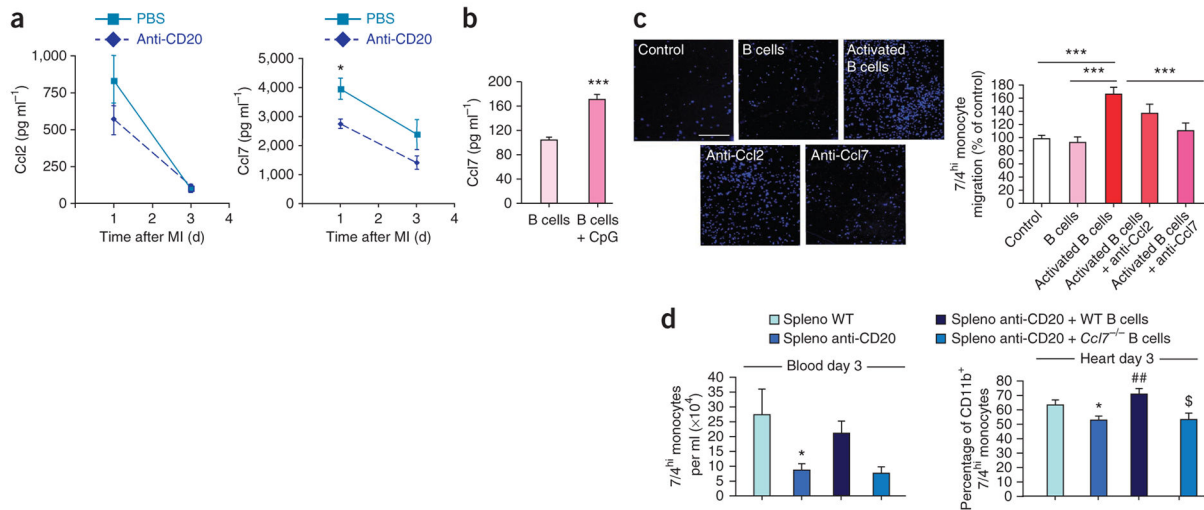 a
PBS
Anti-CD20
1,000
750
500
250
0
Ccl2 (pg ml⁻¹)
1 2 3 4
Time after MI (d)
PBS
Anti-CD20
5,000
4,000
3,000
2,000
1,000
0
Ccl7 (pg ml⁻¹)
*
1 2 3 4
Time after MI (d)
b
200
160
120
80
40
0
Ccl7 (pg ml⁻¹)
***
B cells
B cells
+ CpG
c
Control
B cells
Activated
B cells
Anti-Ccl2
Anti-Ccl7
***
*** ***
180
160
140
120
100
80
60
40
20
0
7/4ʰⁱ monocyte
migration (% of control)
Control
B cells
Activated B cells
Activated B cells
+ anti-Ccl2
Activated B cells
+ anti-Ccl7
d
Spleno WT
Spleno anti-CD20
Spleno anti-CD20 + WT B cells
Spleno anti-CD20 + Ccl7⁻/⁻ B cells
Blood day 3
40
35
30
25
20
15
10
5
0
7/4ʰⁱ monocytes
per ml (×10⁴)
*
Heart day 3
80
70
60
50
40
30
20
10
0
Percentage of CD11b⁺
7/4ʰⁱ monocytes
*
##
$